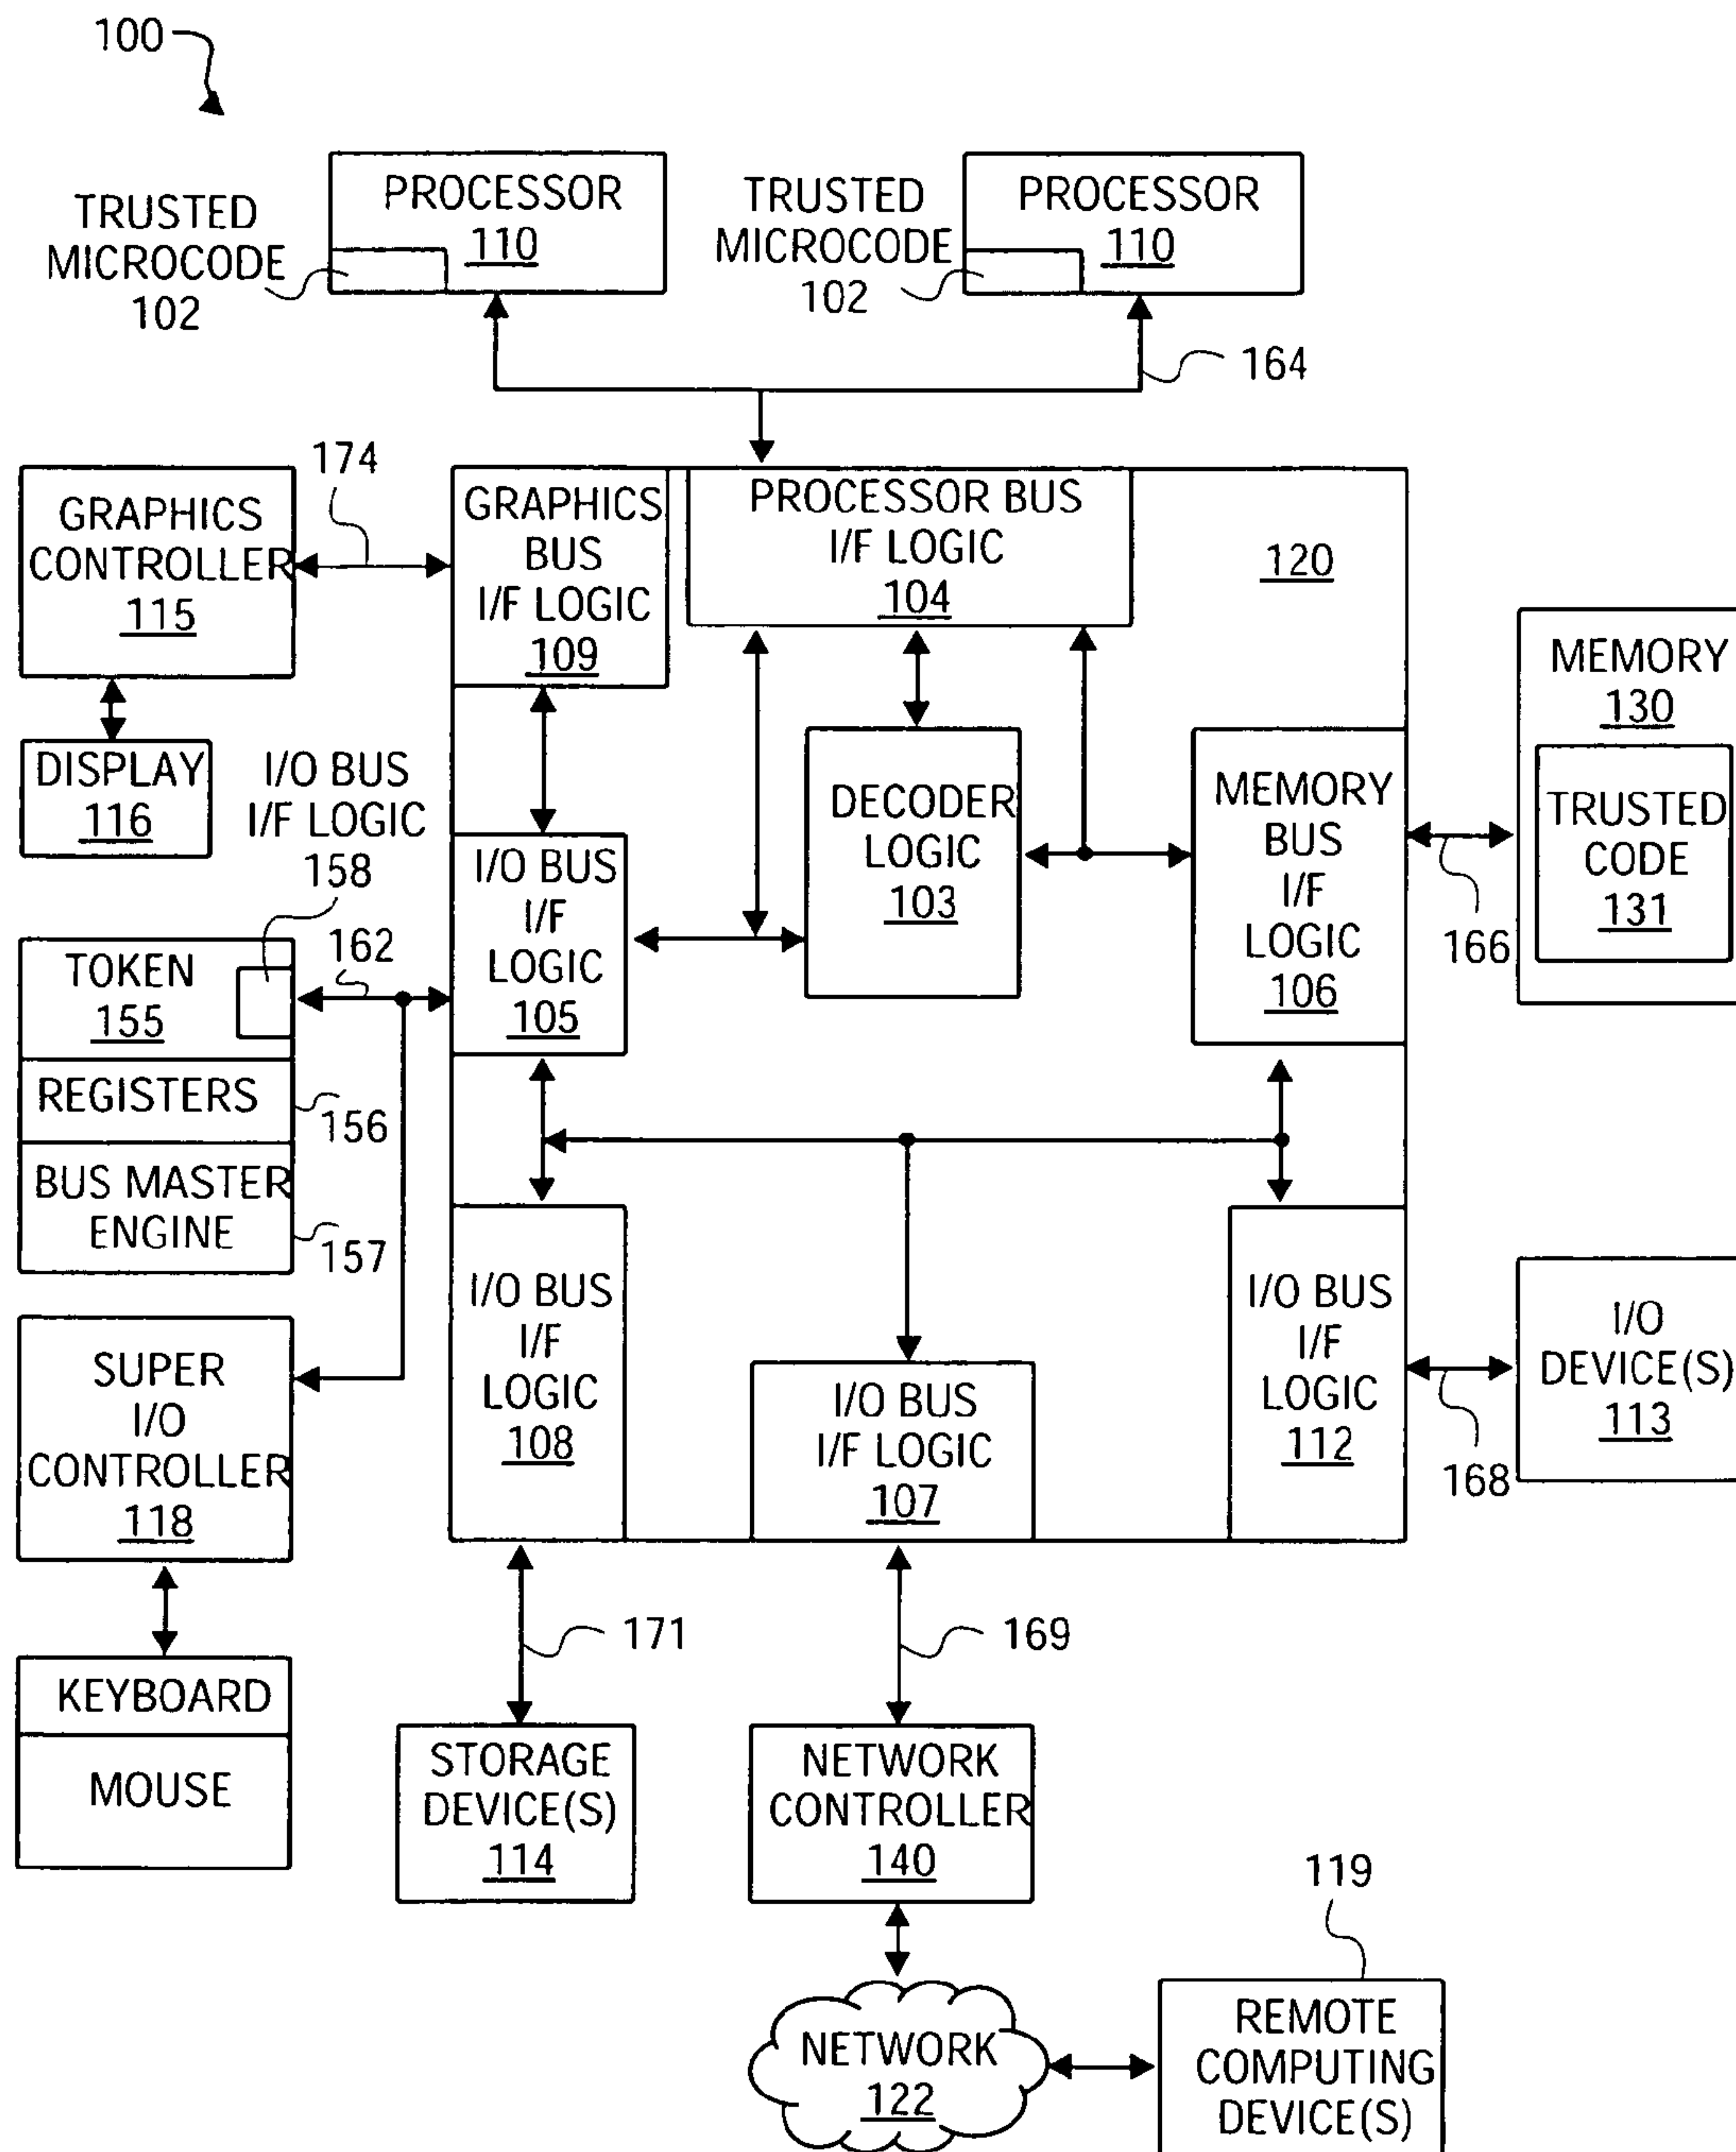 100
TRUSTED
MICROCODE
102
PROCESSOR
110
TRUSTED
MICROCODE
102
PROCESSOR
110
164
GRAPHICS
CONTROLLER
115
174
GRAPHICS
BUS
I/F LOGIC
109
PROCESSOR BUS
I/F LOGIC
104
120
MEMORY
130
TRUSTED
CODE
131
DISPLAY
116
I/O BUS
I/F LOGIC
158
DECODER
LOGIC
103
MEMORY
BUS
I/F
LOGIC
106
166
I/O BUS
I/F
LOGIC
105
TOKEN
155
162
REGISTERS
156
BUS MASTER
ENGINE
157
SUPER
I/O
CONTROLLER
118
I/O BUS
I/F
LOGIC
108
I/O BUS
I/F LOGIC
107
I/O BUS
I/F
LOGIC
112
168
I/O
DEVICE(S)
113
KEYBOARD
MOUSE
171
169
STORAGE
DEVICE(S)
114
NETWORK
CONTROLLER
140
119
NETWORK
122
REMOTE
COMPUTING
DEVICE(S)